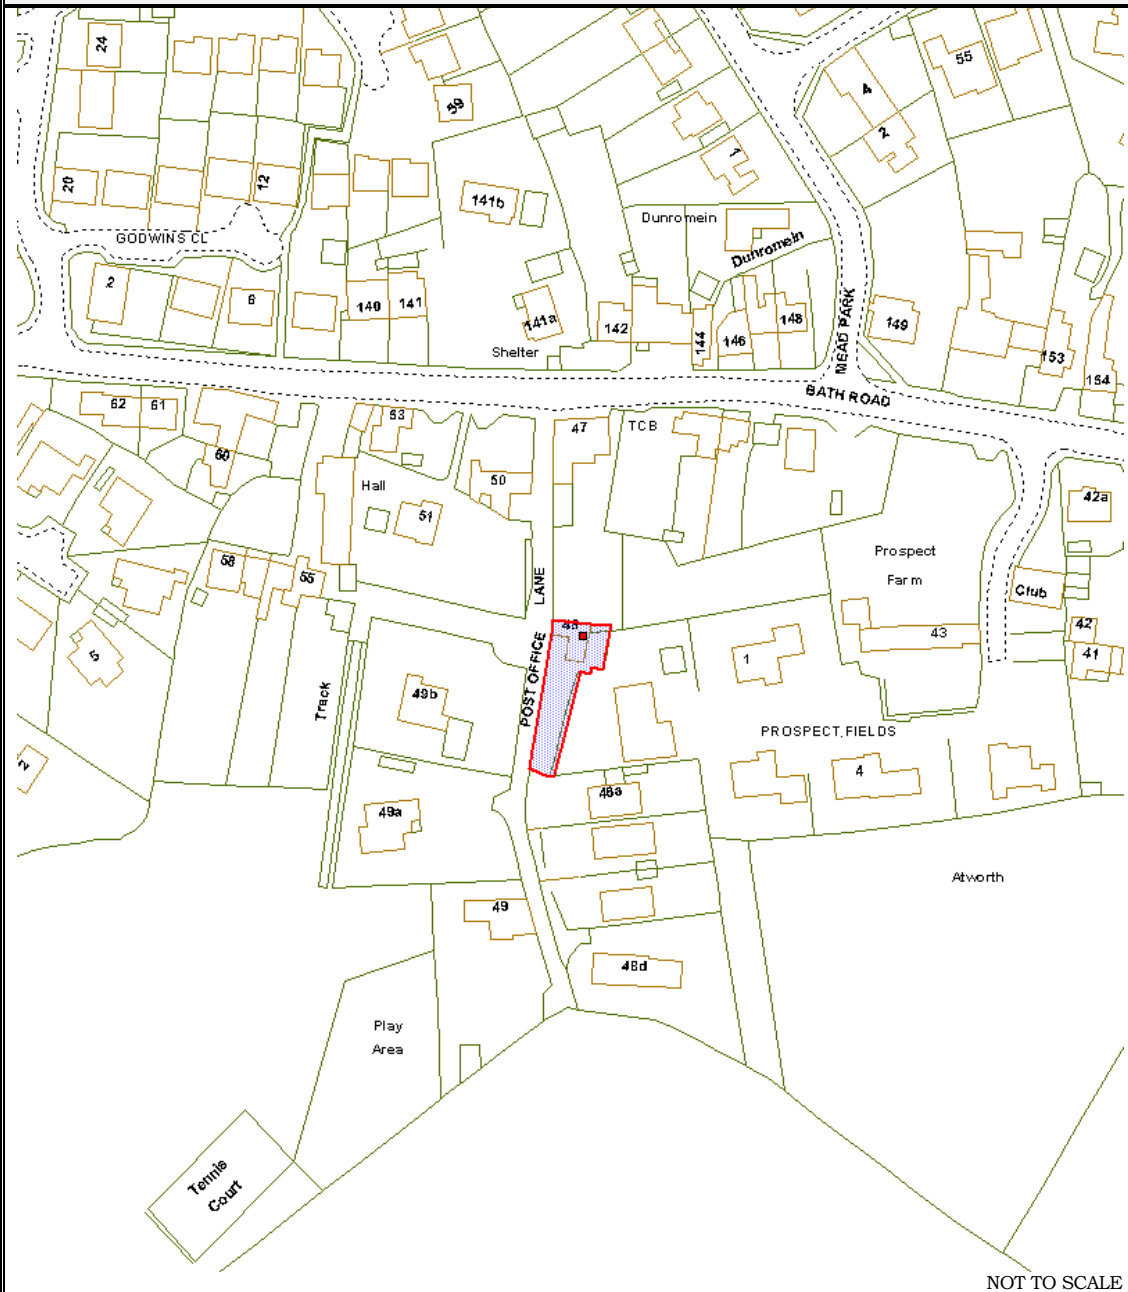 24
59
55
4
2
1
20
12
141b
Dunromein
Dunromein
GODWINS CL
2
6
140
141
141a
142
144
146
148
149
MEAD PARK
153
154
Shelter
BATH ROAD
62
61
60
53
47
TCB
50
Hall
51
42a
LANE
Prospect
Farm
58
55
Club
48
43
42
41
5
1
POST OFFICE
49b
Track
PROSPECT FIELDS
2
4
48a
49a
Atworth
49
48d
Play
Area
Tennis
Court
NOT TO SCALE